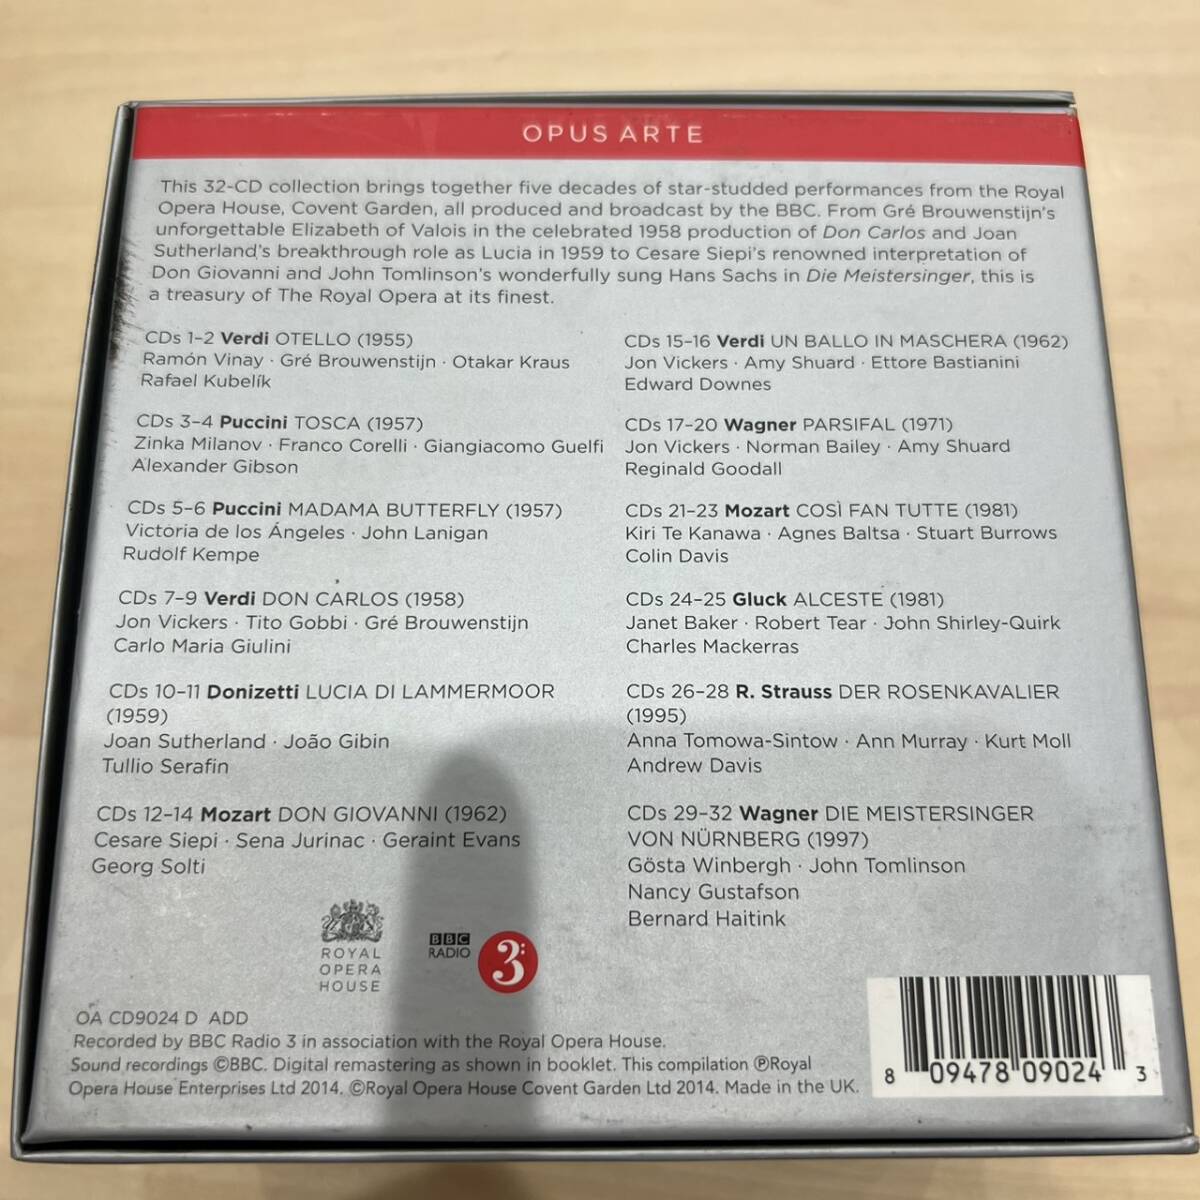 OPUS ARTE
This 32-CD collection brings together five decades of star-studded performances from the Royal
Opera House, Covent Garden, all produced and broadcast by the BBC. From Gré Brouwenstijn's
unforgettable Elizabeth of Valois in the celebrated 1958 production of Don Carlos and Joan
Sutherland's breakthrough role as Lucia in 1959 to Cesare Siepi's renowned interpretation of
Don Giovanni and John Tomlinson's wonderfully sung Hans Sachs in Die Meistersinger, this is
a treasury of The Royal Opera at its finest.
CDs 1–2 Verdi OTELLO (1955)
Ramón Vinay · Gré Brouwenstijn · Otakar Kraus
Rafael Kubelík
CDs 3–4 Puccini TOSCA (1957)
Zinka Milanov · Franco Corelli · Giangiacomo Guelfi
Alexander Gibson
CDs 5–6 Puccini MADAMA BUTTERFLY (1957)
Victoria de los Ángeles · John Lanigan
Rudolf Kempe
CDs 7–9 Verdi DON CARLOS (1958)
Jon Vickers · Tito Gobbi · Gré Brouwenstijn
Carlo Maria Giulini
CDs 10–11 Donizetti LUCIA DI LAMMERMOOR
(1959)
Joan Sutherland · João Gibin
Tullio Serafin
CDs 12–14 Mozart DON GIOVANNI (1962)
Cesare Siepi · Sena Jurinac · Geraint Evans
Georg Solti
CDs 15–16 Verdi UN BALLO IN MASCHERA (1962)
Jon Vickers · Amy Shuard · Ettore Bastianini
Edward Downes
CDs 17–20 Wagner PARSIFAL (1971)
Jon Vickers · Norman Bailey · Amy Shuard
Reginald Goodall
CDs 21–23 Mozart COSÌ FAN TUTTE (1981)
Kiri Te Kanawa · Agnes Baltsa · Stuart Burrows
Colin Davis
CDs 24–25 Gluck ALCESTE (1981)
Janet Baker · Robert Tear · John Shirley-Quirk
Charles Mackerras
CDs 26–28 R. Strauss DER ROSENKAVALIER
(1995)
Anna Tomowa-Sintow · Ann Murray · Kurt Moll
Andrew Davis
CDs 29–32 Wagner DIE MEISTERSINGER
VON NÜRNBERG (1997)
Gösta Winbergh · John Tomlinson
Nancy Gustafson
Bernard Haitink
ROYAL
OPERA
HOUSE
BBC
RADIO
3
OA CD9024 D ADD
Recorded by BBC Radio 3 in association with the Royal Opera House.
Sound recordings ©BBC. Digital remastering as shown in booklet. This compilation ℗Royal
Opera House Enterprises Ltd 2014. ©Royal Opera House Covent Garden Ltd 2014. Made in the UK.
8 09478 09024 3